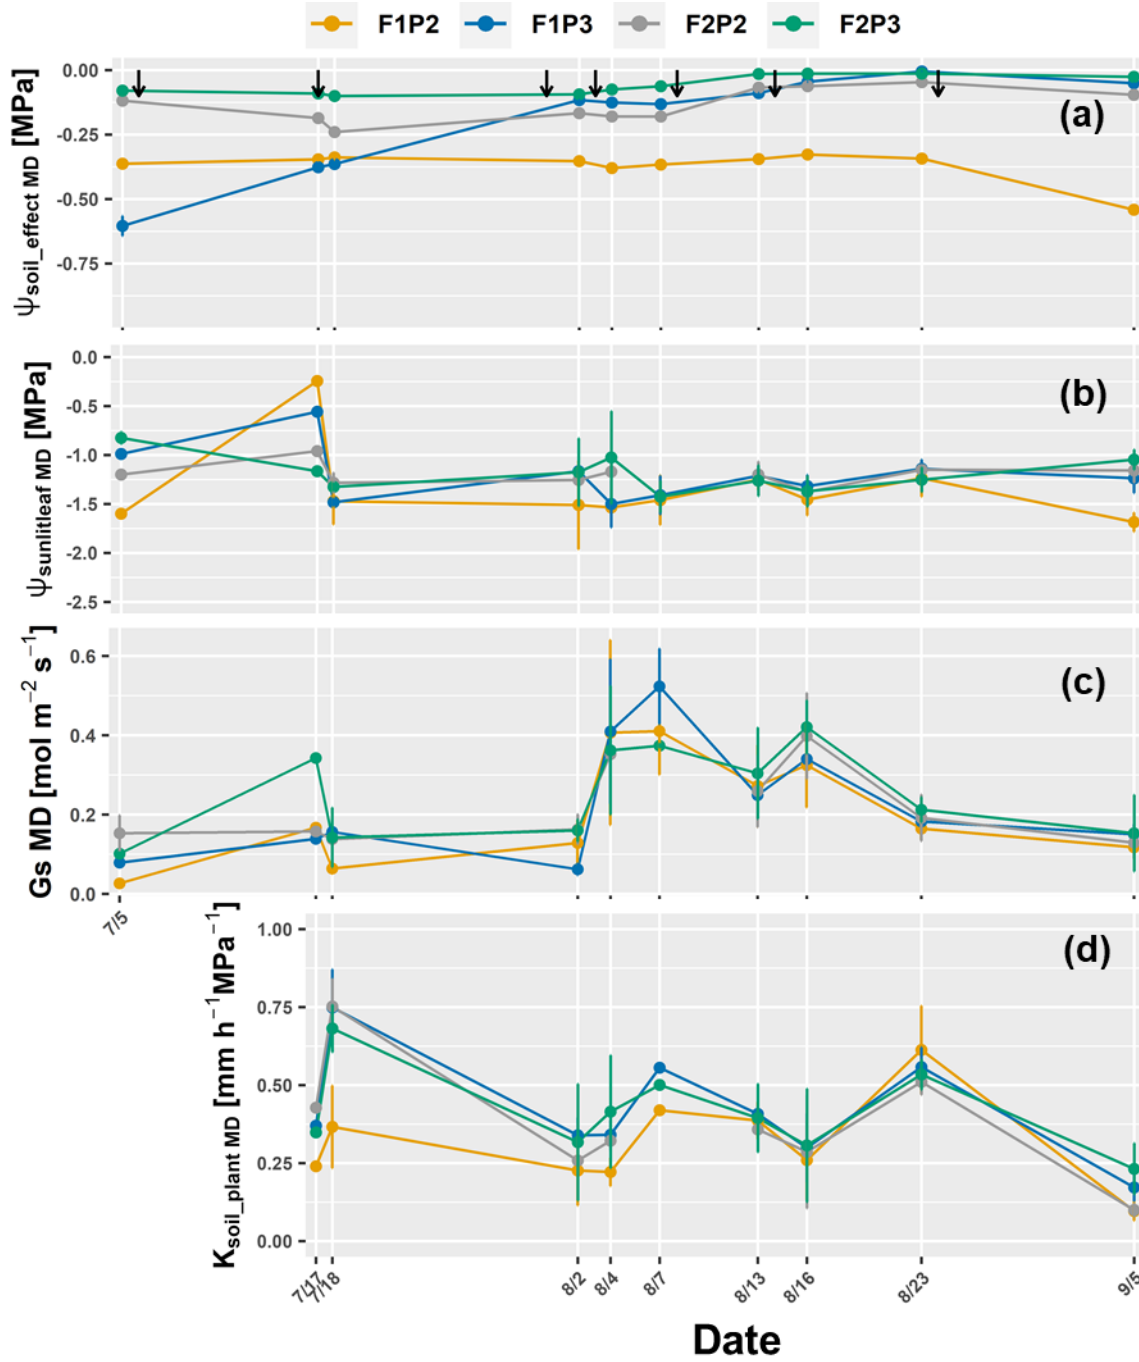 F1P2 F1P3 F2P2 F2P3
Ψsoil_effect MD [MPa]
0.00
-0.25
-0.50
-0.75
(a)
Ψsunlitleaf MD [MPa]
0.0
-0.5
-1.0
-1.5
-2.0
-2.5
(b)
Gs MD [mol m⁻² s⁻¹]
0.6
0.4
0.2
0.0
(c)
7/5
Ksoil_plant MD [mm h⁻¹MPa⁻¹]
1.00
0.75
0.50
0.25
0.00
(d)
7/17 7/18 8/2 8/4 8/7 8/13 8/16 8/23 9/5
Date